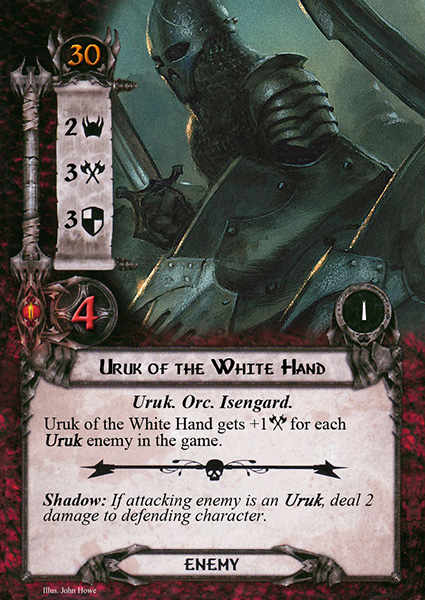 30
2
3
3
4
Uruk of the White Hand
Uruk. Orc. Isengard.
Uruk of the White Hand gets +1 for each
Uruk enemy in the game.
Shadow: If attacking enemy is an Uruk, deal 2
damage to defending character.
ENEMY
Illus. John Howe